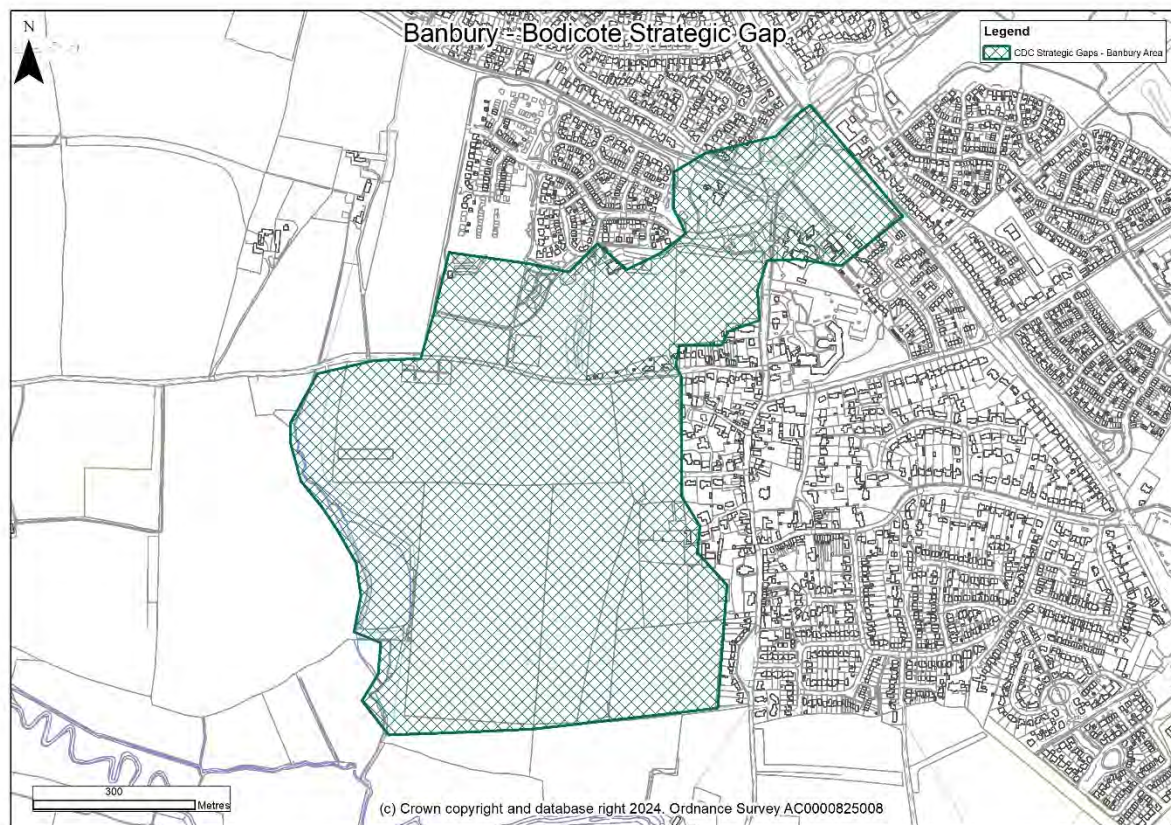 Banbury - Bodicote Strategic Gap
N
Legend
CDC Strategic Gaps - Banbury Area
300
Metres
(c) Crown copyright and database right 2024. Ordnance Survey AC0000825008